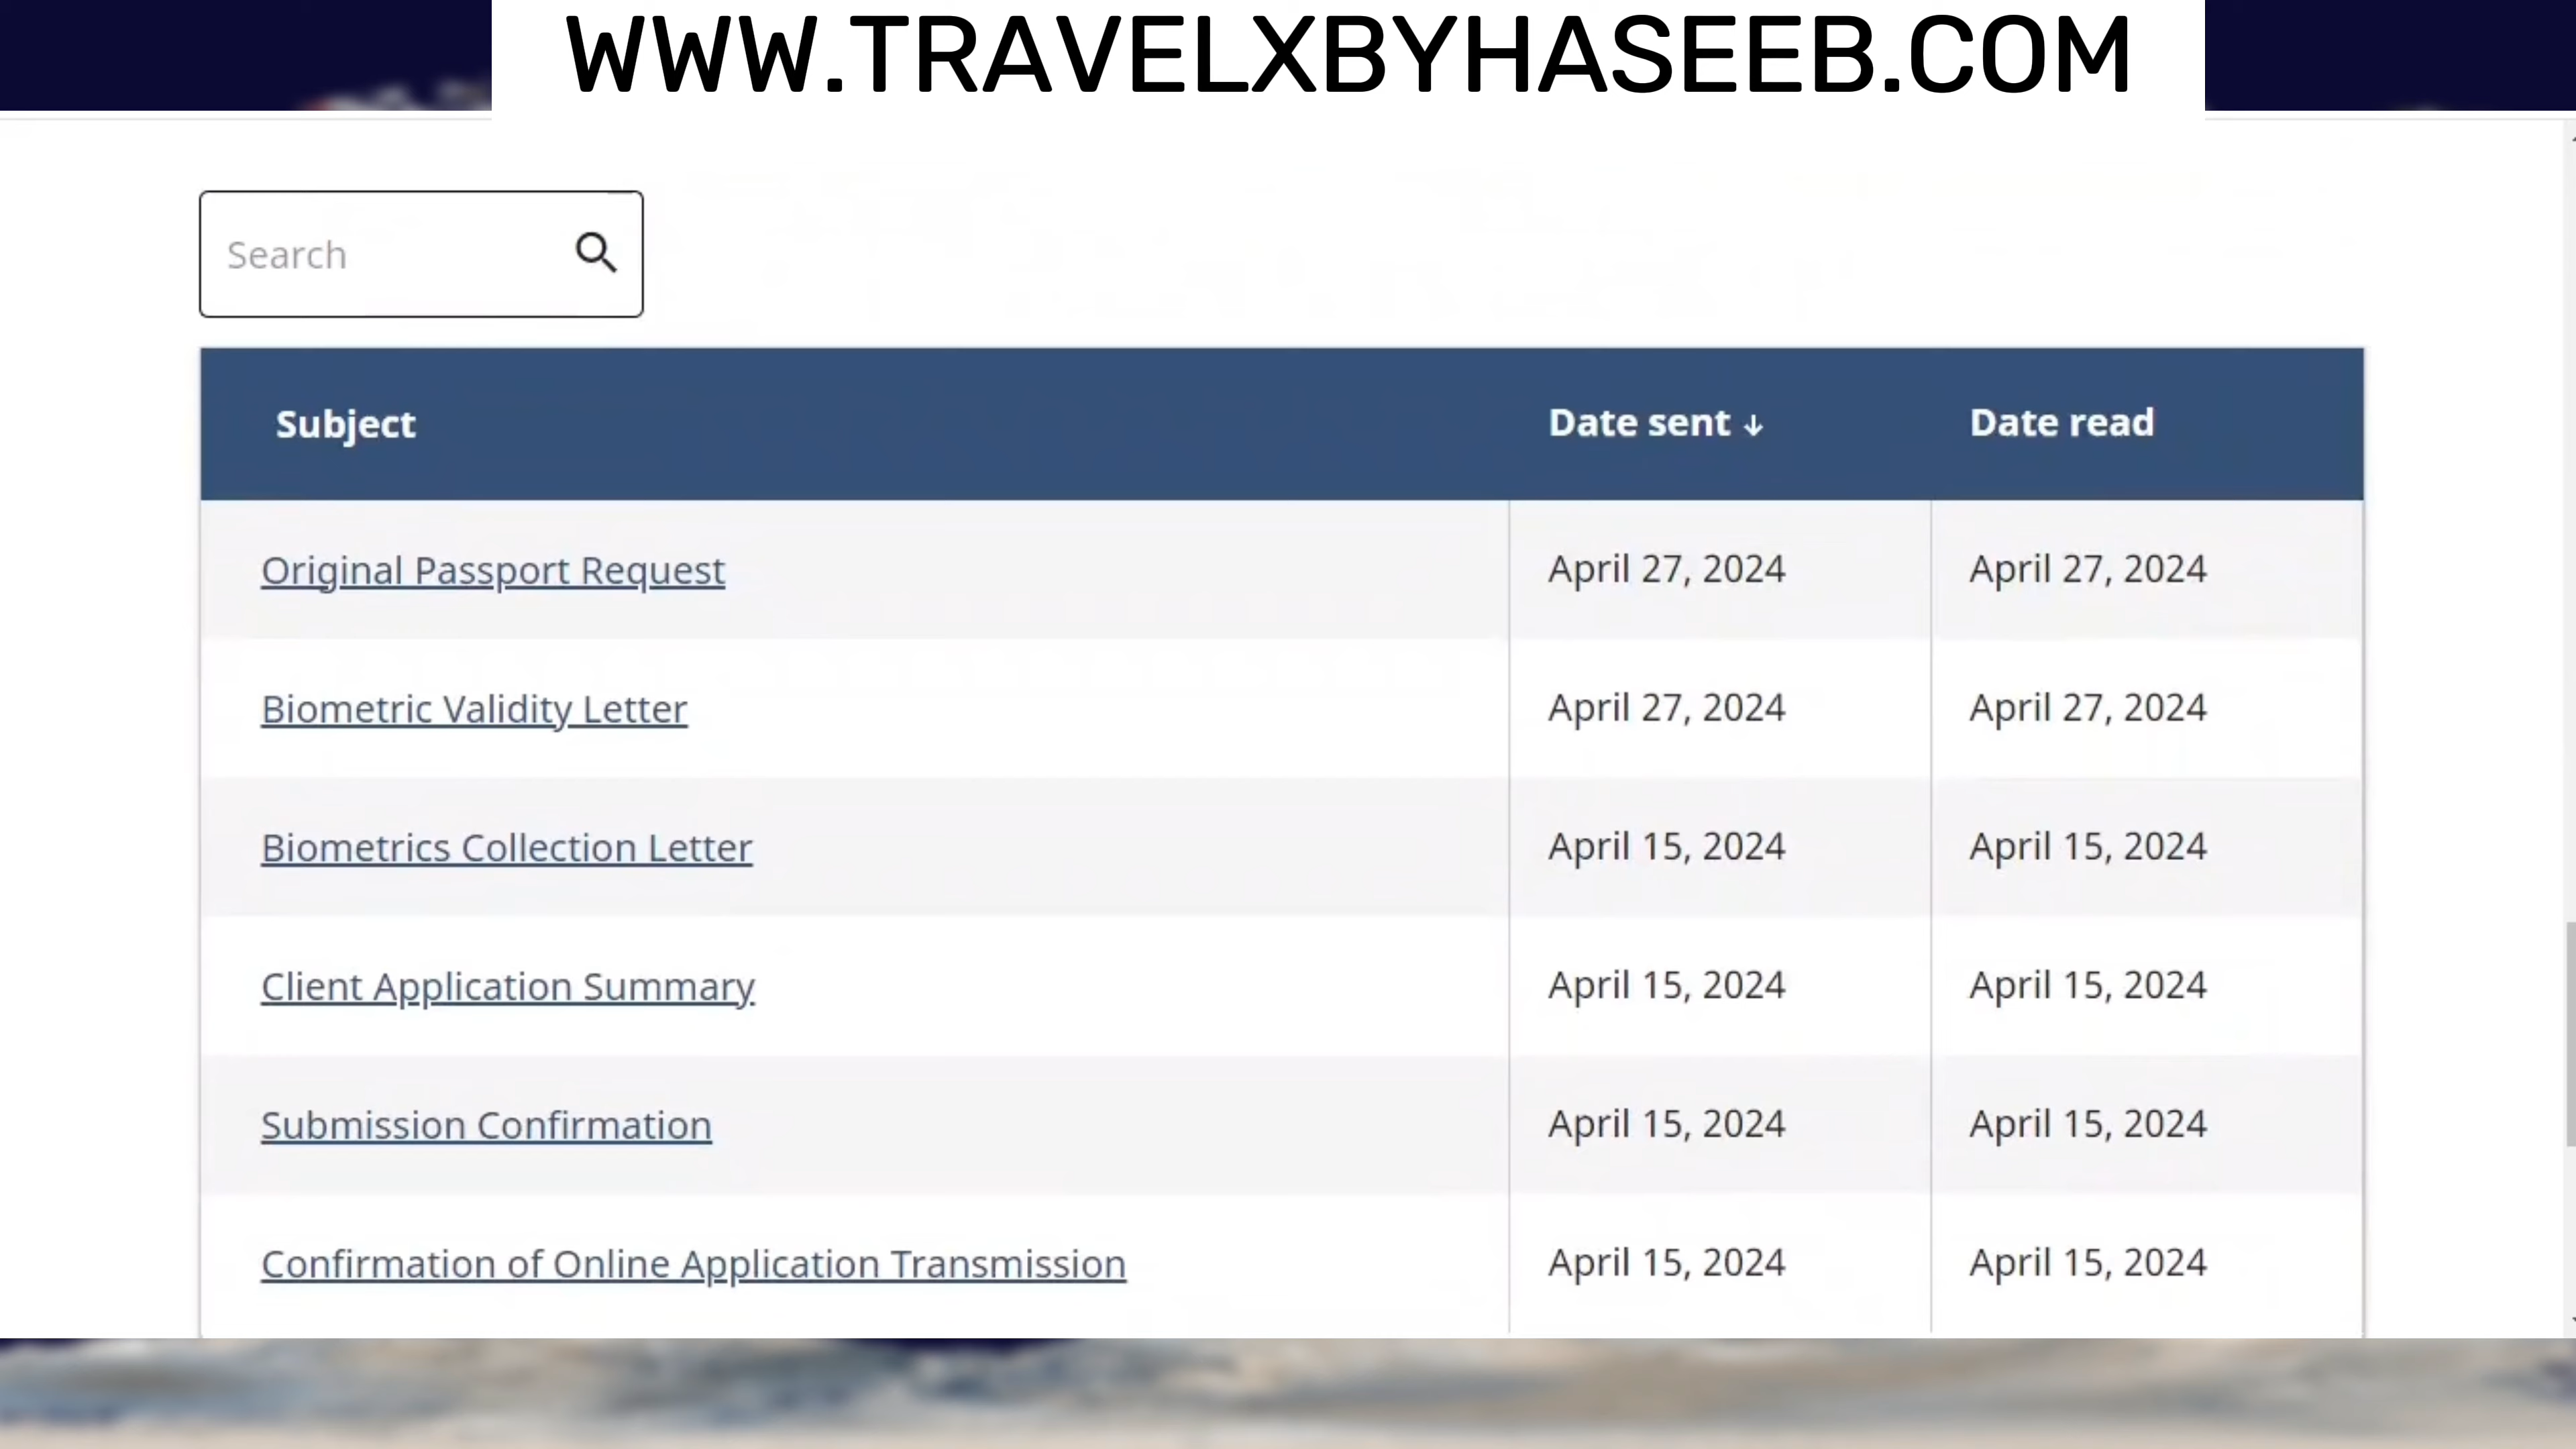 WWW.TRAVELXBYHASEEB.COM
Search
Subject Date sent ↓ Date read
Original Passport Request April 27, 2024 April 27, 2024
Biometric Validity Letter April 27, 2024 April 27, 2024
Biometrics Collection Letter April 15, 2024 April 15, 2024
Client Application Summary April 15, 2024 April 15, 2024
Submission Confirmation April 15, 2024 April 15, 2024
Confirmation of Online Application Transmission April 15, 2024 April 15, 2024